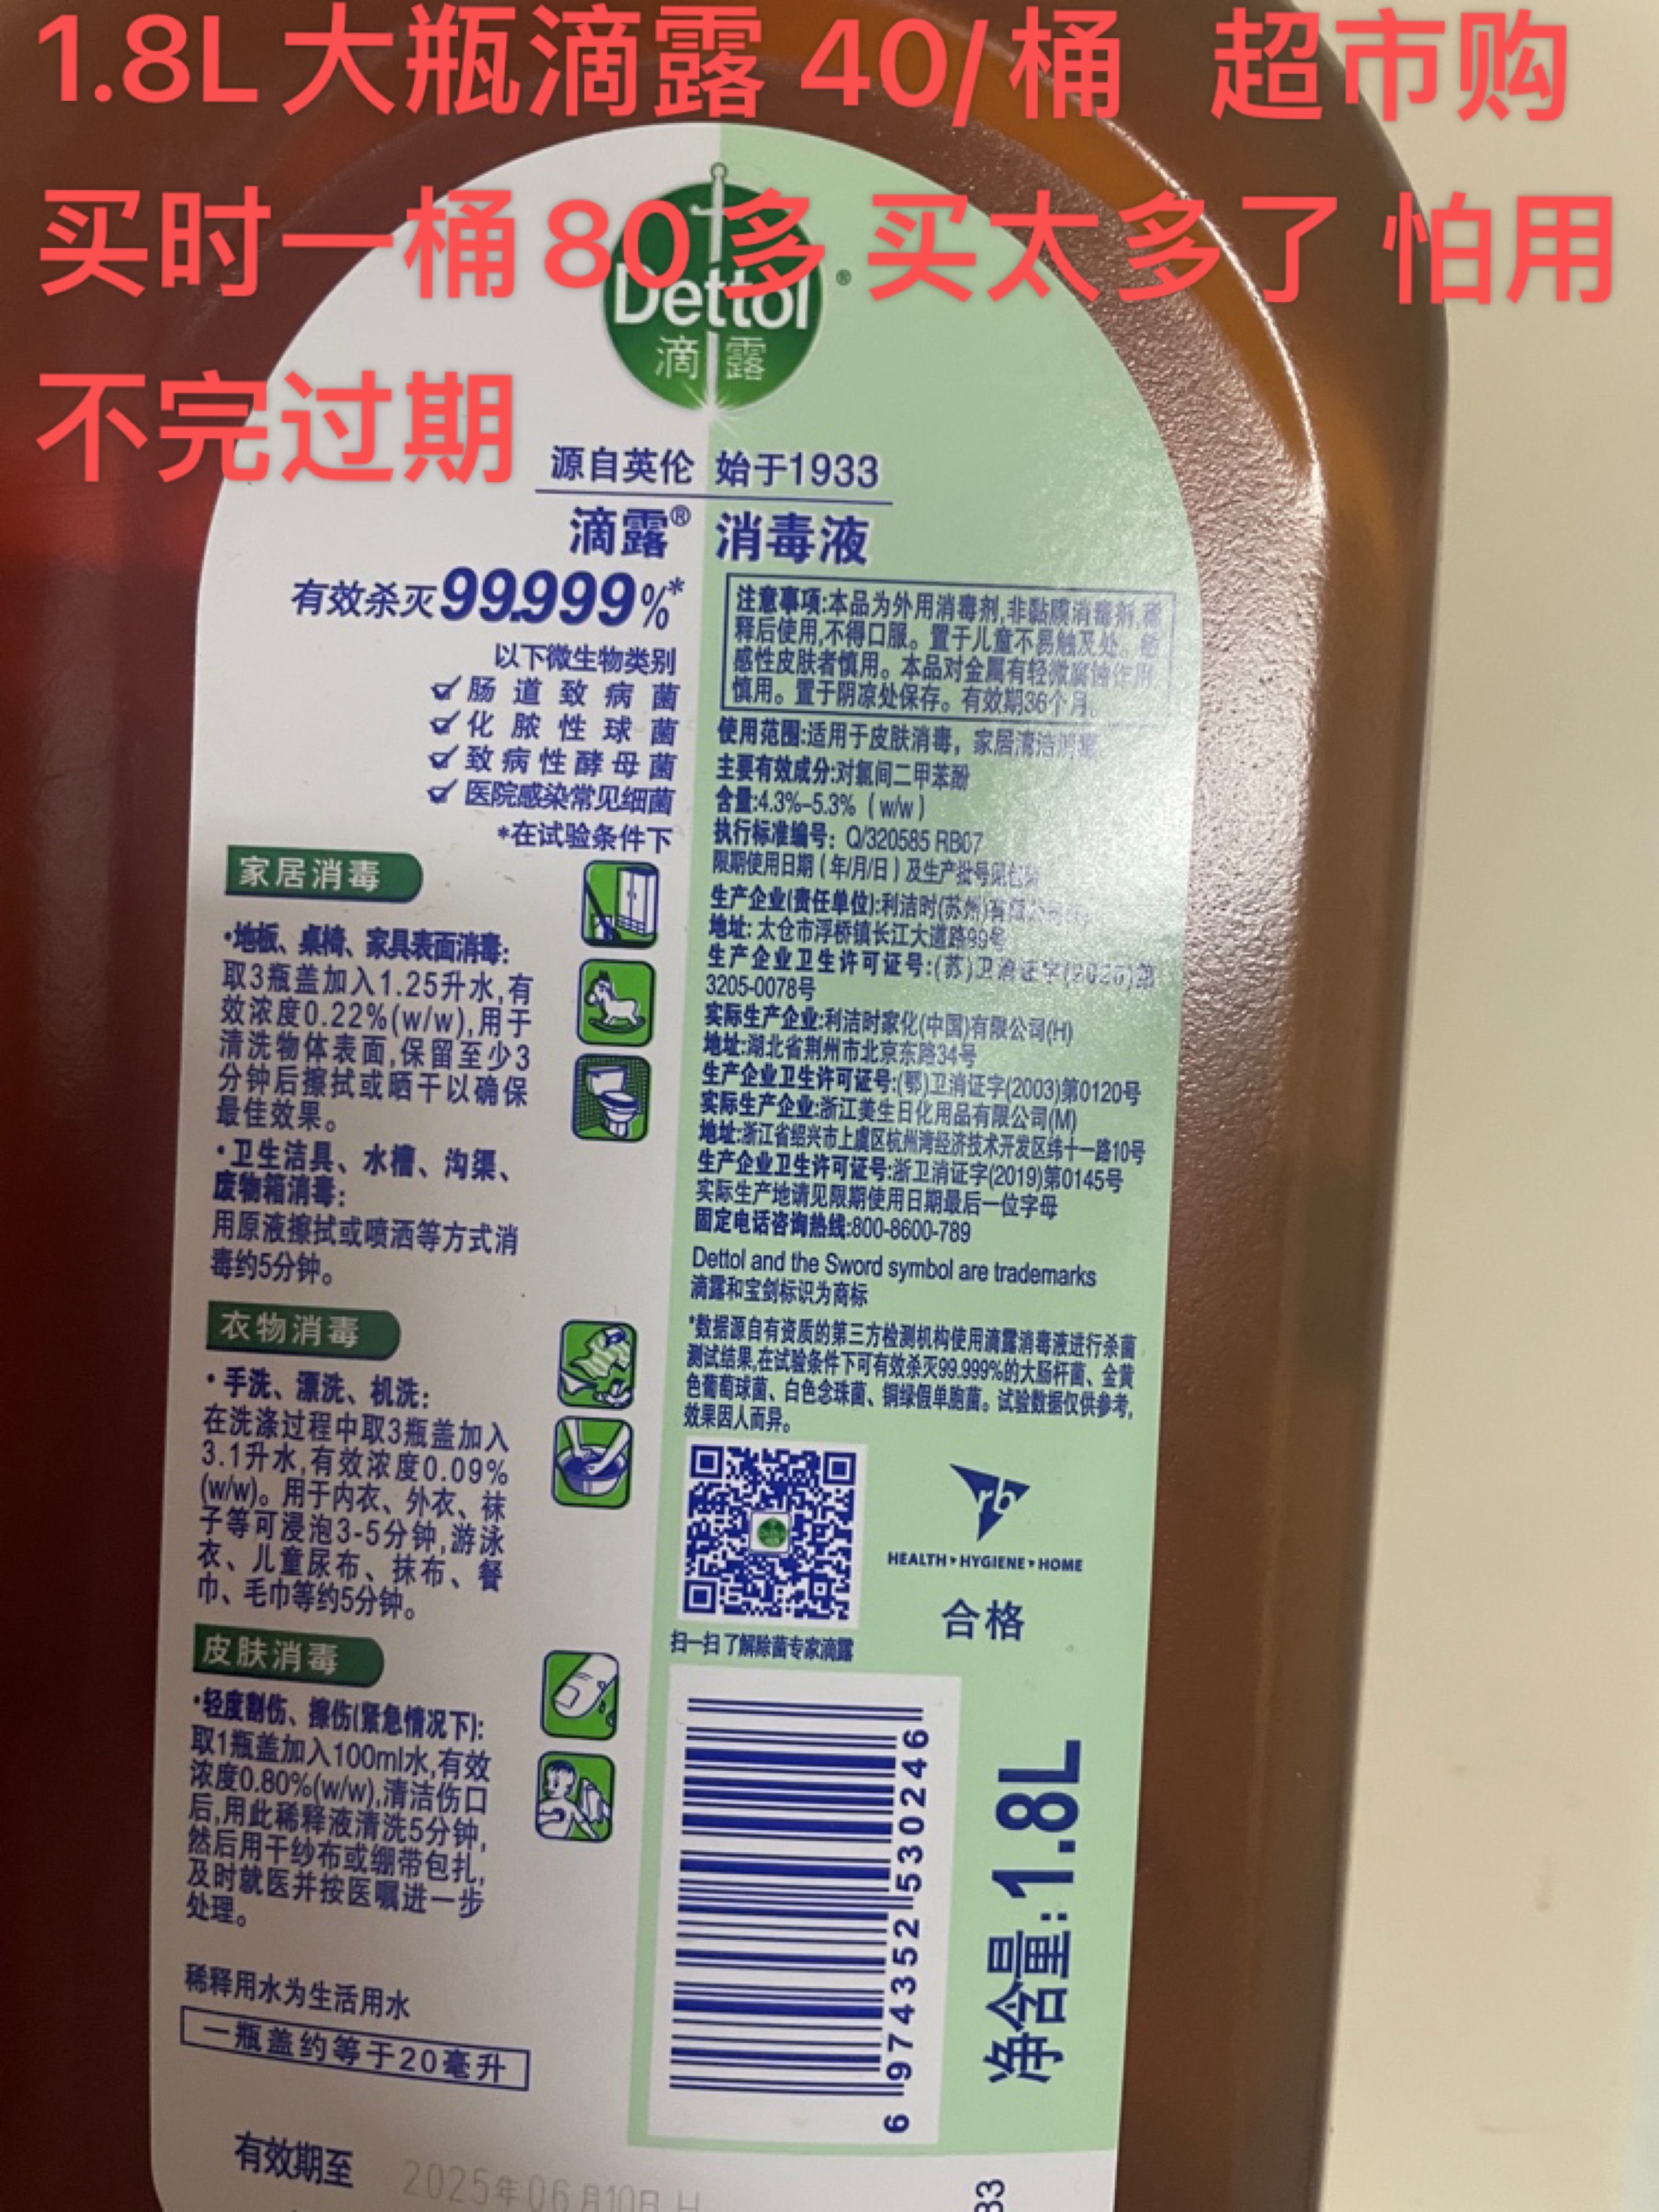 1.8L大瓶滴露 40/桶 超市购
买时一桶80多 买太多了 怕用
不完过期
Dettol
滴露
源自英伦 始于1933
滴露® 消毒液
有效杀灭99.999%*
以下微生物类别
肠道致病菌
化脓性球菌
致病性酵母菌
医院感染常见细菌
*在试验条件下
家居消毒
·地板、桌椅、家具表面消毒:
取3瓶盖加入1.25升水,有
效浓度0.22%(w/w),用于
清洗物体表面,保留至少3
分钟后擦拭或晒干以确保
最佳效果。
·卫生洁具、水槽、沟渠、
废物箱消毒:
用原液擦拭或喷洒等方式消
毒约5分钟。
衣物消毒
·手洗、漂洗、机洗:
在洗涤过程中取3瓶盖加入
3.1升水,有效浓度0.09%
(w/w)。用于内衣、外衣、袜
子等可浸泡3-5分钟,游泳
衣、儿童尿布、抹布、餐
巾、毛巾等约5分钟。
皮肤消毒
·轻度割伤、擦伤(紧急情况下):
取1瓶盖加入100ml水,有效
浓度0.80%(w/w),清洁伤口
后,用此稀释液清洗5分钟,
然后用干纱布或绷带包扎,
及时就医并按医嘱进一步
处理。
稀释用水为生活用水
一瓶盖约等于20毫升
有效期至 2025年06月10日 H
注意事项:本品为外用消毒剂,非黏膜消毒剂,稀
释后使用,不得口服。置于儿童不易触及处。敏
感性皮肤者慎用。本品对金属有轻微腐蚀作用,
慎用。置于阴凉处保存。有效期36个月。
使用范围:适用于皮肤消毒，家居清洁消毒
主要有效成分:对氯间二甲苯酚
含量:4.3%–5.3%（w/w）
执行标准编号: Q/320585 RB07
限期使用日期(年/月/日)及生产批号见包装
生产企业(责任单位):利洁时(苏州)有限公司
地址: 太仓市浮桥镇长江大道路99号
生产企业卫生许可证号:(苏)卫消证字(2020)第
3205-0078号
实际生产企业:利洁时家化(中国)有限公司(H)
地址:湖北省荆州市北京东路34号
生产企业卫生许可证号:(鄂)卫消证字(2003)第0120号
实际生产企业:浙江美生日化用品有限公司(M)
地址:浙江省绍兴市上虞区杭州湾经济技术开发区纬十一路10号
生产企业卫生许可证号:浙卫消证字(2019)第0145号
实际生产地请见限期使用日期最后一位字母
固定电话咨询热线:800-8600-789
Dettol and the Sword symbol are trademarks
滴露和宝剑标识为商标
*数据源自有资质的第三方检测机构使用滴露消毒液进行杀菌
测试结果,在试验条件下可有效杀灭99.999%的大肠杆菌、金黄
色葡萄球菌、白色念珠菌、铜绿假单胞菌。试验数据仅供参考,
效果因人而异。
rb
HEALTH HYGIENE HOME
合格
扫一扫 了解除菌专家滴露
6 974352 530246
净含量:1.8L